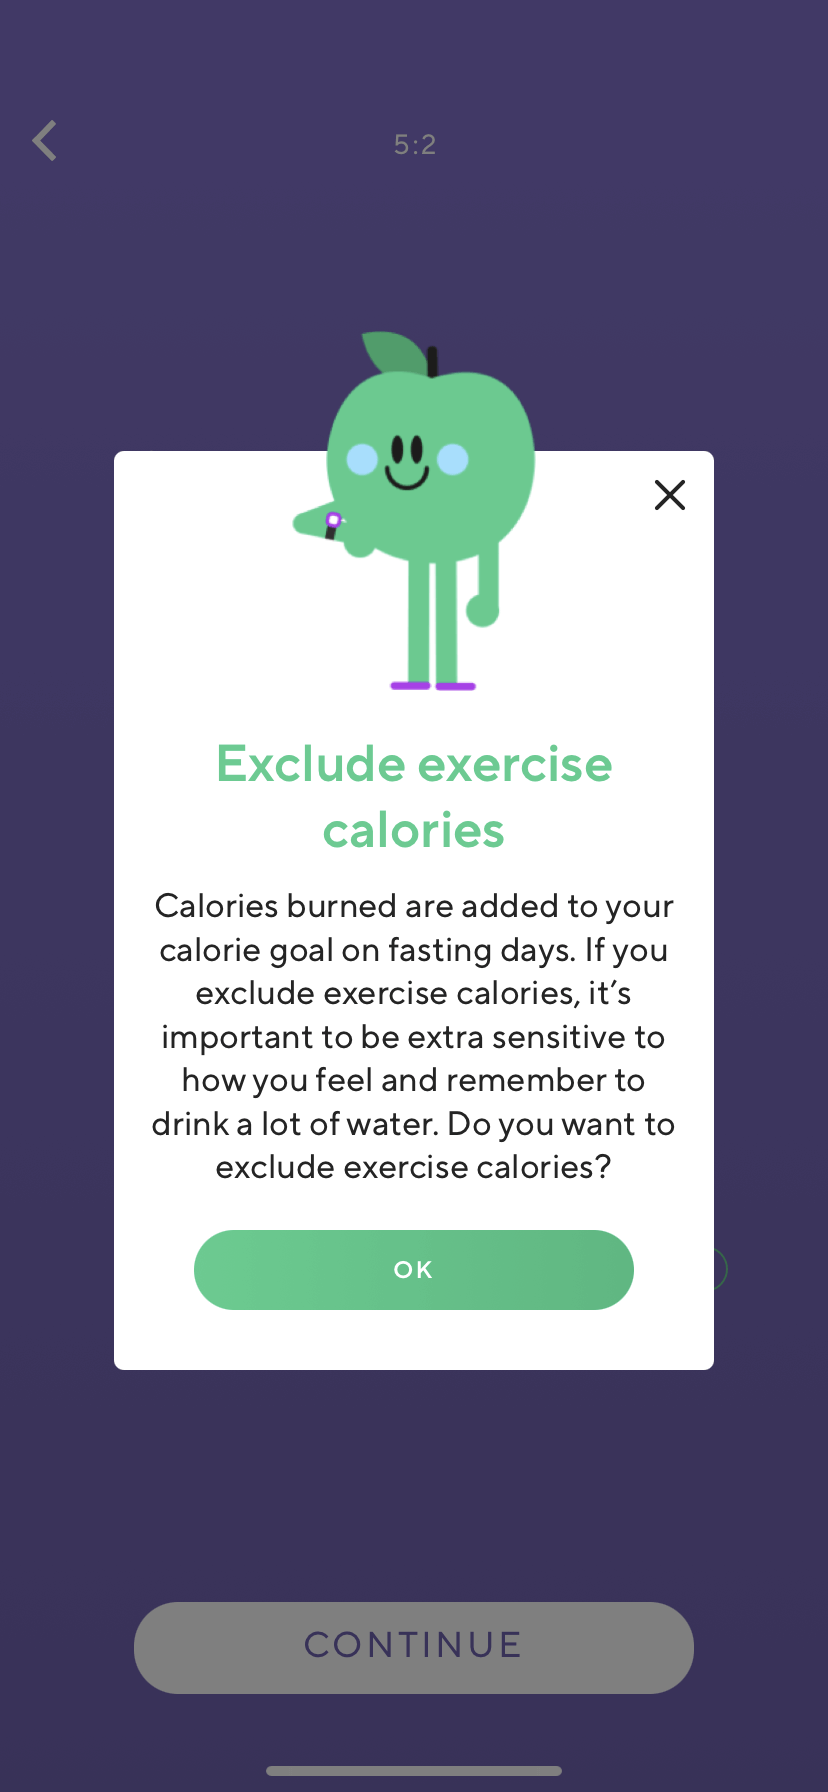 5:2
Exclude exercise
calories
Calories burned are added to your
calorie goal on fasting days. If you
exclude exercise calories, it’s
important to be extra sensitive to
how you feel and remember to
drink a lot of water. Do you want to
exclude exercise calories?
OK
CONTINUE